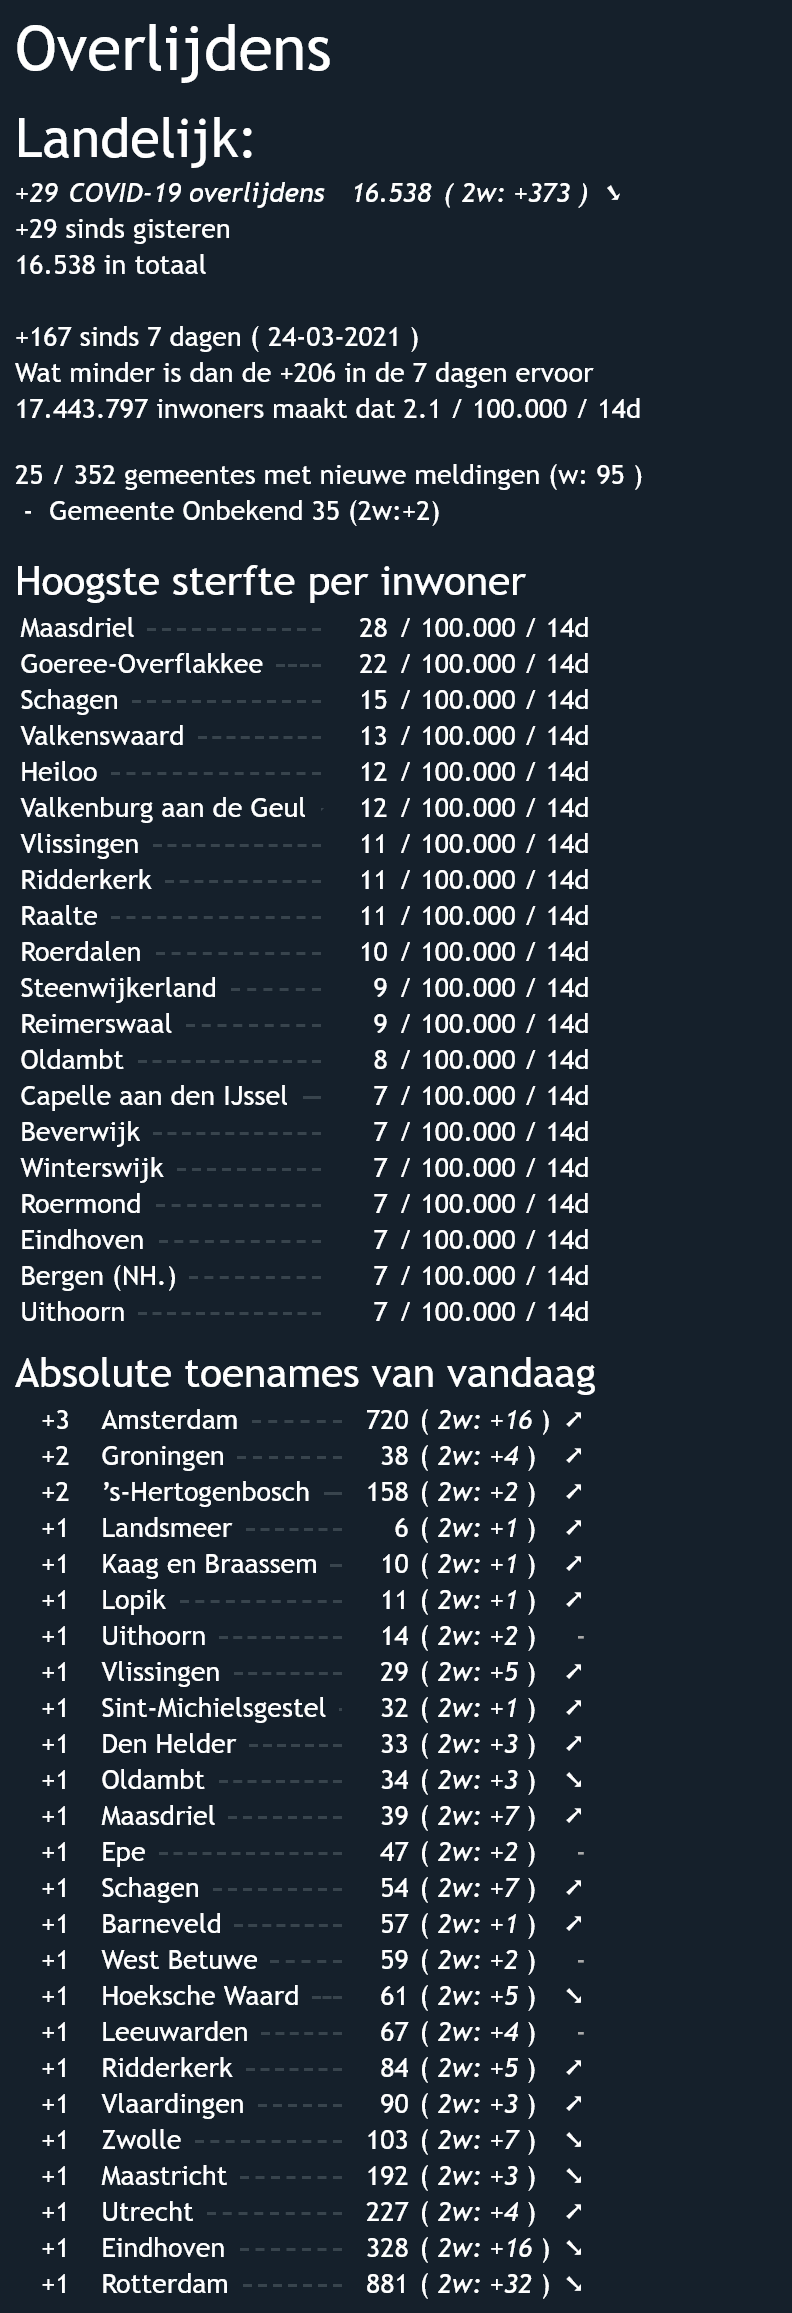 Overlijdens
Landelijk:
+29 COVID-19 overlijdens 16.538 ( 2w: +373 ) ➘
+29 sinds gisteren
16.538 in totaal
+167 sinds 7 dagen ( 24-03-2021 )
Wat minder is dan de +206 in de 7 dagen ervoor
17.443.797 inwoners maakt dat 2.1 / 100.000 / 14d
25 / 352 gemeentes met nieuwe meldingen (w: 95 )
- Gemeente Onbekend 35 (2w:+2)
Hoogste sterfte per inwoner
Maasdriel ------------ 28 / 100.000 / 14d
Goeree-Overflakkee ---- 22 / 100.000 / 14d
Schagen ------------- 15 / 100.000 / 14d
Valkenswaard --------- 13 / 100.000 / 14d
Heiloo -------------- 12 / 100.000 / 14d
Valkenburg aan de Geul - 12 / 100.000 / 14d
Vlissingen ------------ 11 / 100.000 / 14d
Ridderkerk ----------- 11 / 100.000 / 14d
Raalte -------------- 11 / 100.000 / 14d
Roerdalen ----------- 10 / 100.000 / 14d
Steenwijkerland ------ 9 / 100.000 / 14d
Reimerswaal --------- 9 / 100.000 / 14d
Oldambt ------------- 8 / 100.000 / 14d
Capelle aan den IJssel -- 7 / 100.000 / 14d
Beverwijk ------------ 7 / 100.000 / 14d
Winterswijk ---------- 7 / 100.000 / 14d
Roermond ----------- 7 / 100.000 / 14d
Eindhoven ----------- 7 / 100.000 / 14d
Bergen (NH.) --------- 7 / 100.000 / 14d
Uithoorn ------------- 7 / 100.000 / 14d
Absolute toenames van vandaag
+3 Amsterdam ------ 720 ( 2w: +16 ) ➚
+2 Groningen ------- 38 ( 2w: +4 ) ➚
+2 ’s-Hertogenbosch -- 158 ( 2w: +2 ) ➚
+1 Landsmeer ------- 6 ( 2w: +1 ) ➚
+1 Kaag en Braassem - 10 ( 2w: +1 ) ➚
+1 Lopik ----------- 11 ( 2w: +1 ) ➚
+1 Uithoorn --------- 14 ( 2w: +2 ) -
+1 Vlissingen -------- 29 ( 2w: +5 ) ➚
+1 Sint-Michielsgestel - 32 ( 2w: +1 ) ➚
+1 Den Helder ------- 33 ( 2w: +3 ) ➚
+1 Oldambt --------- 34 ( 2w: +3 ) ➘
+1 Maasdriel -------- 39 ( 2w: +7 ) ➚
+1 Epe ------------- 47 ( 2w: +2 ) -
+1 Schagen --------- 54 ( 2w: +7 ) ➚
+1 Barneveld -------- 57 ( 2w: +1 ) ➚
+1 West Betuwe ----- 59 ( 2w: +2 ) -
+1 Hoeksche Waard --- 61 ( 2w: +5 ) ➘
+1 Leeuwarden ------ 67 ( 2w: +4 ) -
+1 Ridderkerk ------- 84 ( 2w: +5 ) ➚
+1 Vlaardingen ------ 90 ( 2w: +3 ) ➚
+1 Zwolle ---------- 103 ( 2w: +7 ) ➘
+1 Maastricht ------- 192 ( 2w: +3 ) ➘
+1 Utrecht --------- 227 ( 2w: +4 ) ➚
+1 Eindhoven ------- 328 ( 2w: +16 ) ➘
+1 Rotterdam ------- 881 ( 2w: +32 ) ➘